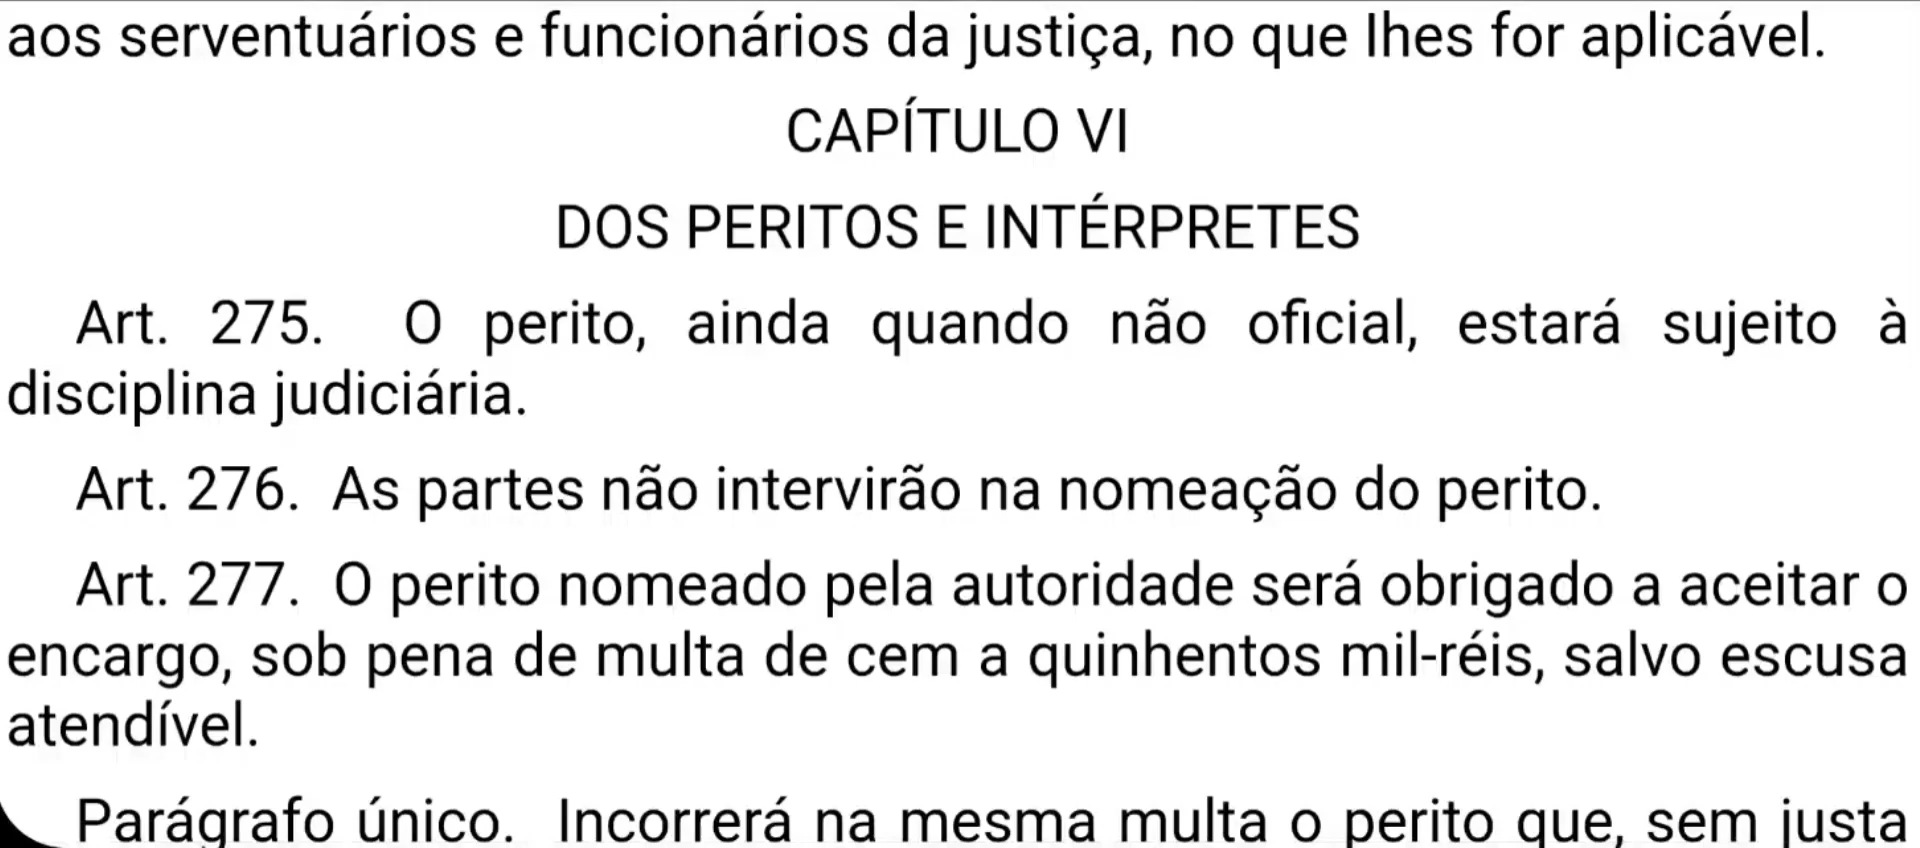 aos serventuários e funcionários da justiça, no que lhes for aplicável.
CAPÍTULO VI
DOS PERITOS E INTÉRPRETES
Art. 275. O perito, ainda quando não oficial, estará sujeito à
disciplina judiciária.
Art. 276. As partes não intervirão na nomeação do perito.
Art. 277. O perito nomeado pela autoridade será obrigado a aceitar o
encargo, sob pena de multa de cem a quinhentos mil-réis, salvo escusa
atendível.
Parágrafo único. Incorrerá na mesma multa o perito que, sem justa